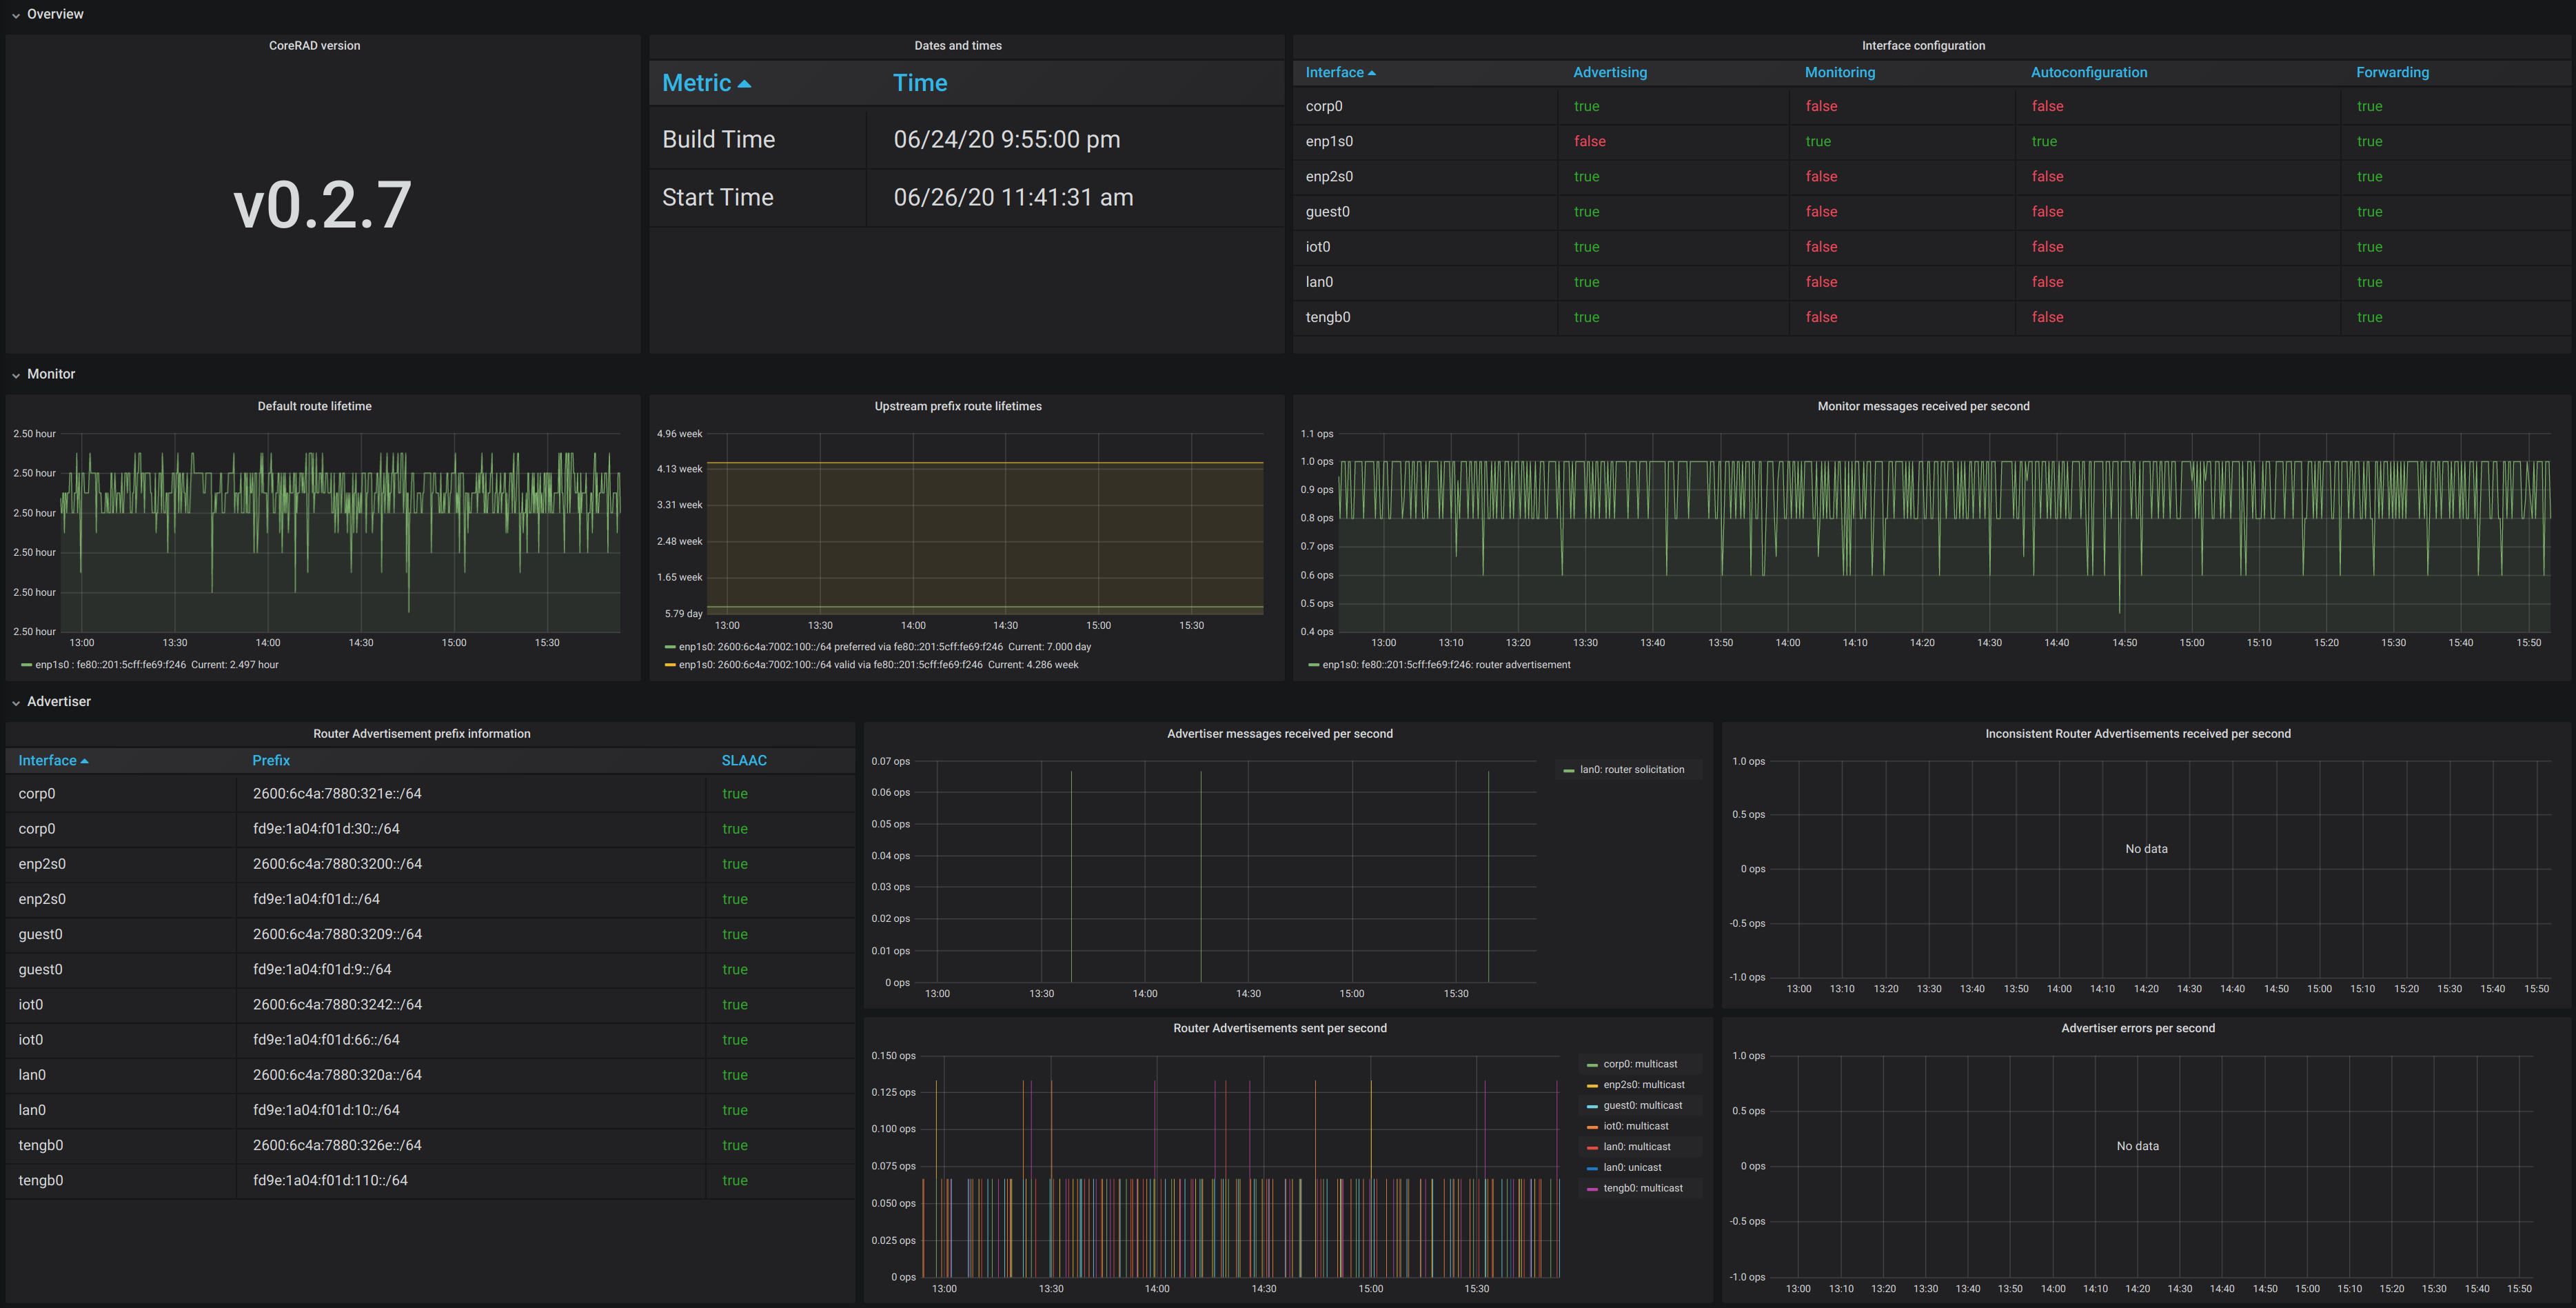 Overview
CoreRAD version
v0.2.7
Dates and times
Metric Time
Build Time 06/24/20 9:55:00 pm
Start Time 06/26/20 11:41:31 am
Interface configuration
Interface Advertising Monitoring Autoconfiguration Forwarding
corp0 true false false true
enp1s0 false true true true
enp2s0 true false false true
guest0 true false false true
iot0 true false false true
lan0 true false false true
tengb0 true false false true
Monitor
Default route lifetime
2.50 hour
2.50 hour
2.50 hour
2.50 hour
2.50 hour
2.50 hour
13:00 13:30 14:00 14:30 15:00 15:30
enp1s0 : fe80::201:5cff:fe69:f246 Current: 2.497 hour
Upstream prefix route lifetimes
4.96 week
4.13 week
3.31 week
2.48 week
1.65 week
5.79 day
13:00 13:30 14:00 14:30 15:00 15:30
enp1s0: 2600:6c4a:7002:100::/64 preferred via fe80::201:5cff:fe69:f246 Current: 7.000 day
enp1s0: 2600:6c4a:7002:100::/64 valid via fe80::201:5cff:fe69:f246 Current: 4.286 week
Monitor messages received per second
1.1 ops
1.0 ops
0.9 ops
0.8 ops
0.7 ops
0.6 ops
0.5 ops
0.4 ops
13:00 13:10 13:20 13:30 13:40 13:50 14:00 14:10 14:20 14:30 14:40 14:50 15:00 15:10 15:20 15:30 15:40 15:50
enp1s0: fe80::201:5cff:fe69:f246: router advertisement
Advertiser
Router Advertisement prefix information
Interface Prefix SLAAC
corp0 2600:6c4a:7880:321e::/64 true
corp0 fd9e:1a04:f01d:30::/64 true
enp2s0 2600:6c4a:7880:3200::/64 true
enp2s0 fd9e:1a04:f01d::/64 true
guest0 2600:6c4a:7880:3209::/64 true
guest0 fd9e:1a04:f01d:9::/64 true
iot0 2600:6c4a:7880:3242::/64 true
iot0 fd9e:1a04:f01d:66::/64 true
lan0 2600:6c4a:7880:320a::/64 true
lan0 fd9e:1a04:f01d:10::/64 true
tengb0 2600:6c4a:7880:326e::/64 true
tengb0 fd9e:1a04:f01d:110::/64 true
Advertiser messages received per second
0.07 ops
0.06 ops
0.05 ops
0.04 ops
0.03 ops
0.02 ops
0.01 ops
0 ops
13:00 13:30 14:00 14:30 15:00 15:30
lan0: router solicitation
Inconsistent Router Advertisements received per second
1.0 ops
0.5 ops
0 ops
-0.5 ops
-1.0 ops
No data
13:00 13:10 13:20 13:30 13:40 13:50 14:00 14:10 14:20 14:30 14:40 14:50 15:00 15:10 15:20 15:30 15:40 15:50
Router Advertisements sent per second
0.150 ops
0.125 ops
0.100 ops
0.075 ops
0.050 ops
0.025 ops
0 ops
13:00 13:30 14:00 14:30 15:00 15:30
corp0: multicast
enp2s0: multicast
guest0: multicast
iot0: multicast
lan0: multicast
lan0: unicast
tengb0: multicast
Advertiser errors per second
1.0 ops
0.5 ops
0 ops
-0.5 ops
-1.0 ops
No data
13:00 13:10 13:20 13:30 13:40 13:50 14:00 14:10 14:20 14:30 14:40 14:50 15:00 15:10 15:20 15:30 15:40 15:50